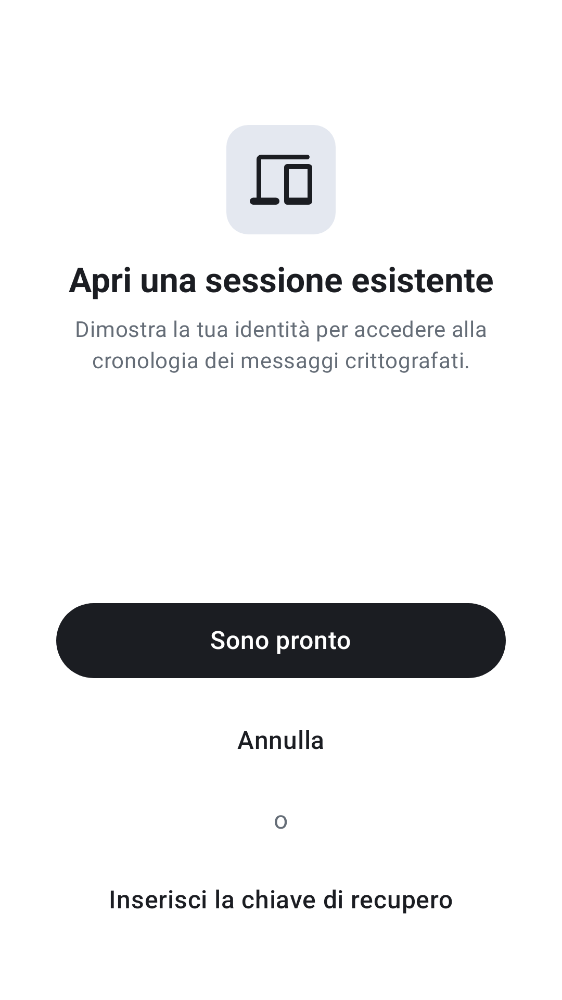 Apri una sessione esistente
Dimostra la tua identità per accedere alla
cronologia dei messaggi crittografati.
Sono pronto
Annulla
o
Inserisci la chiave di recupero